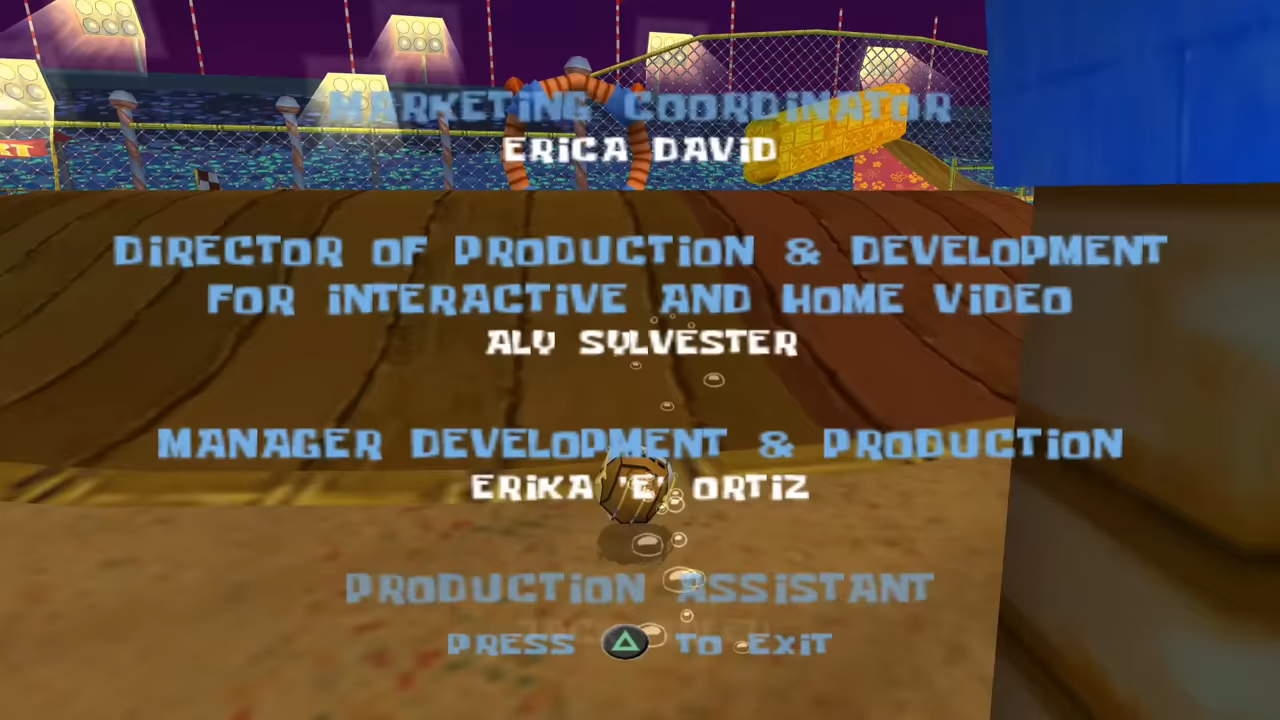 MARKETING COORDINATOR
ERICA DAVID
DIRECTOR OF PRODUCTION & DEVELOPMENT
FOR INTERACTIVE AND HOME VIDEO
ALY SYLVESTER
MANAGER DEVELOPMENT & PRODUCTION
ERIKA 'E' ORTIZ
PRODUCTION ASSISTANT
PRESS TO EXIT